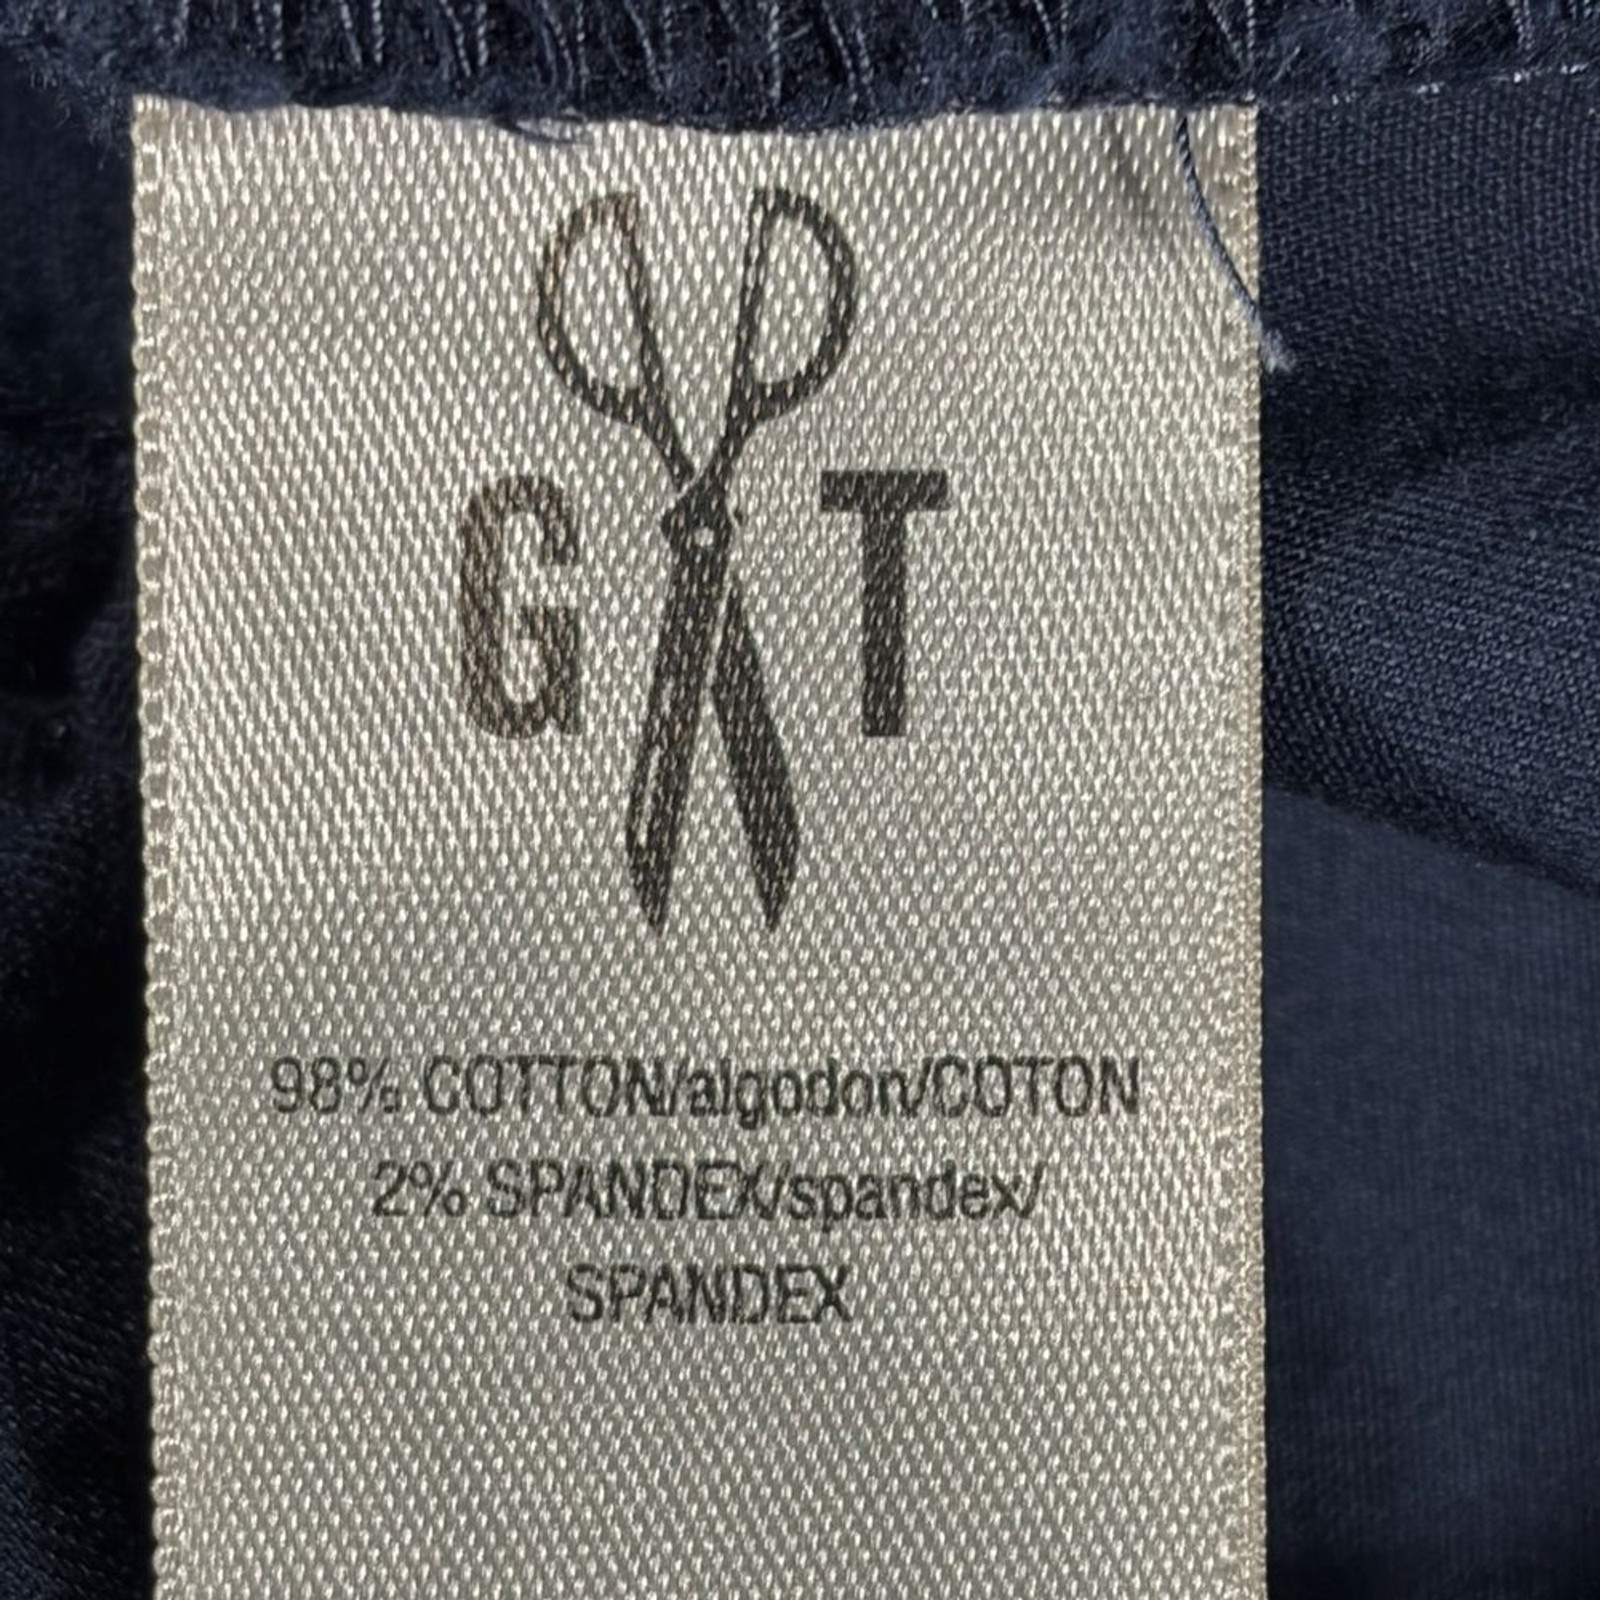 G T
98% COTTON/algodon/COTON
2% SPANDEX/spandex/
SPANDEX